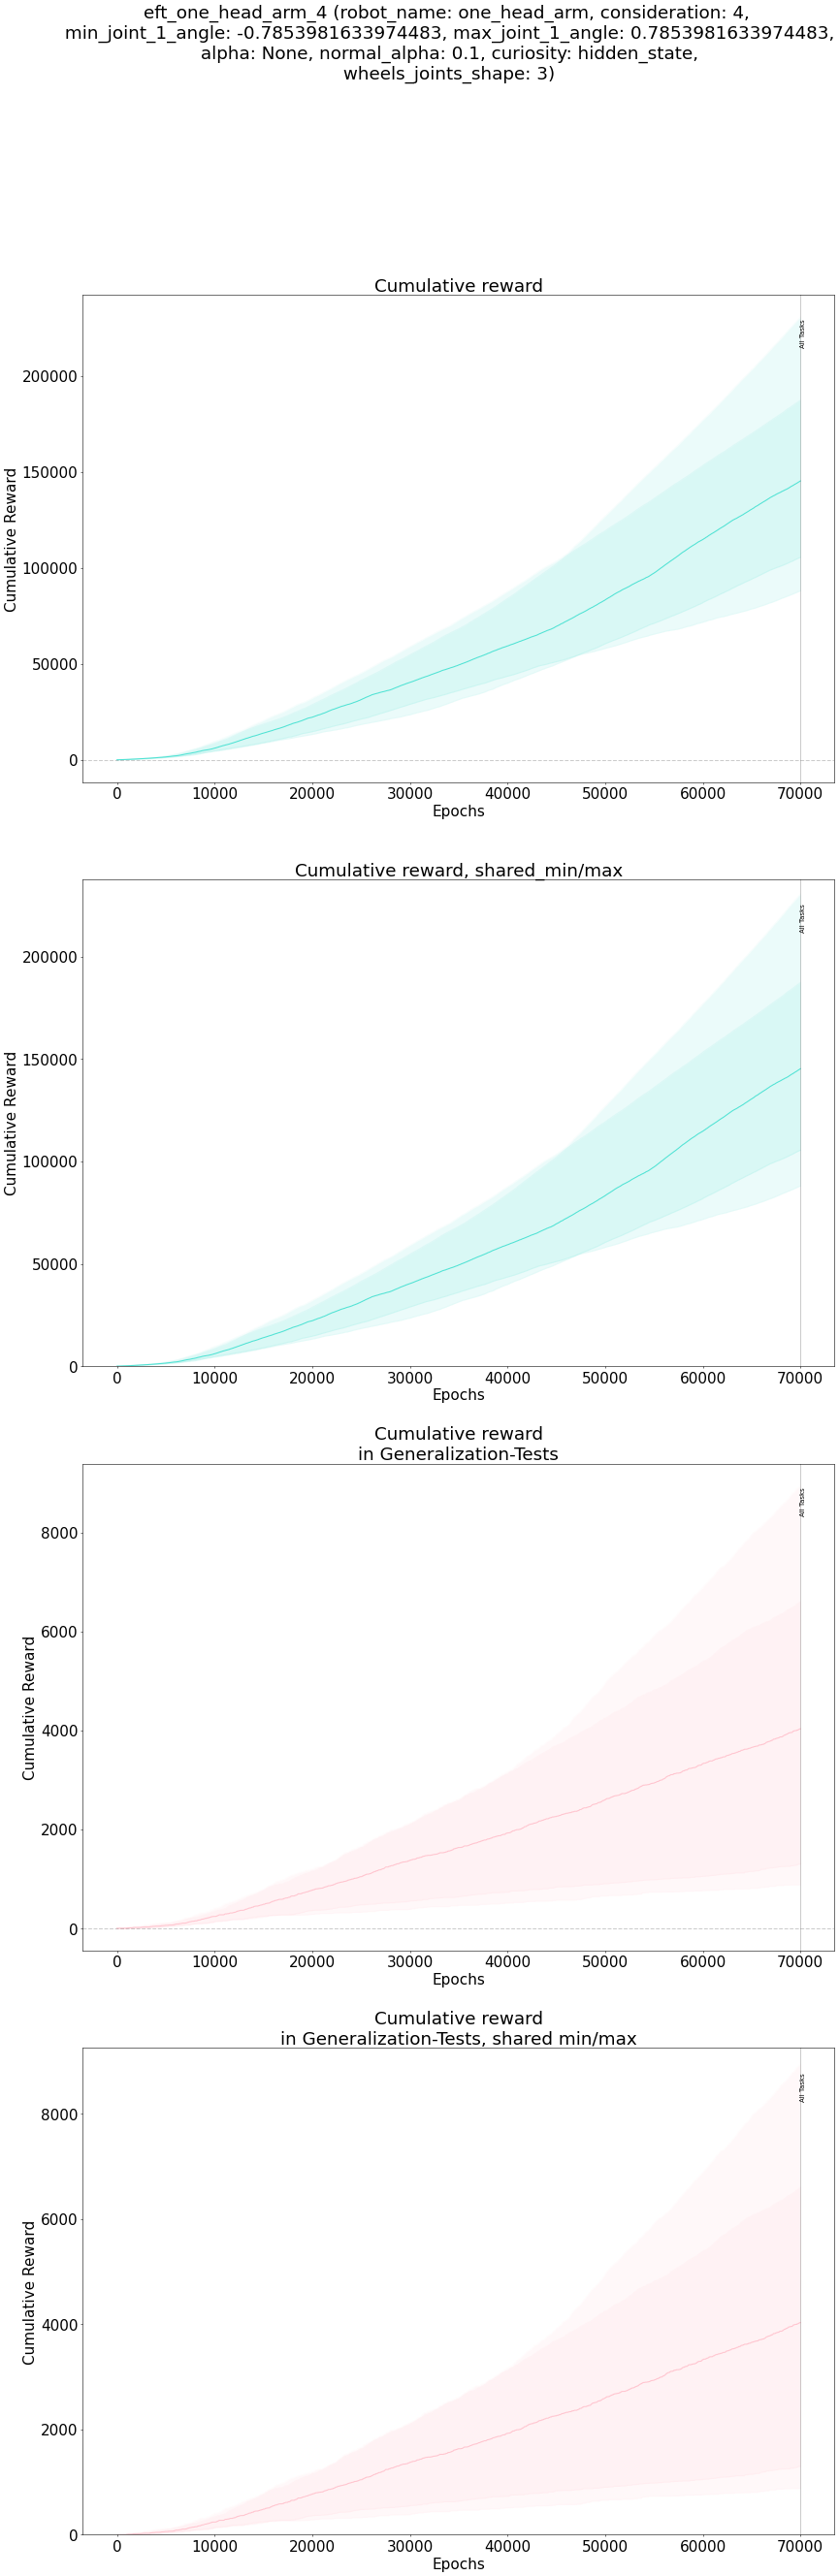 eft_one_head_arm_4 (robot_name: one_head_arm, consideration: 4,
min_joint_1_angle: -0.7853981633974483, max_joint_1_angle: 0.7853981633974483,
alpha: None, normal_alpha: 0.1, curiosity: hidden_state,
wheels_joints_shape: 3)
Cumulative reward
All Tasks
200000
150000
100000
50000
0
Cumulative Reward
0 10000 20000 30000 40000 50000 60000 70000
Epochs
Cumulative reward, shared_min/max
All Tasks
200000
150000
100000
50000
0
Cumulative Reward
0 10000 20000 30000 40000 50000 60000 70000
Epochs
Cumulative reward
in Generalization-Tests
All Tasks
8000
6000
4000
2000
0
Cumulative Reward
0 10000 20000 30000 40000 50000 60000 70000
Epochs
Cumulative reward
in Generalization-Tests, shared min/max
All Tasks
8000
6000
4000
2000
0
Cumulative Reward
0 10000 20000 30000 40000 50000 60000 70000
Epochs